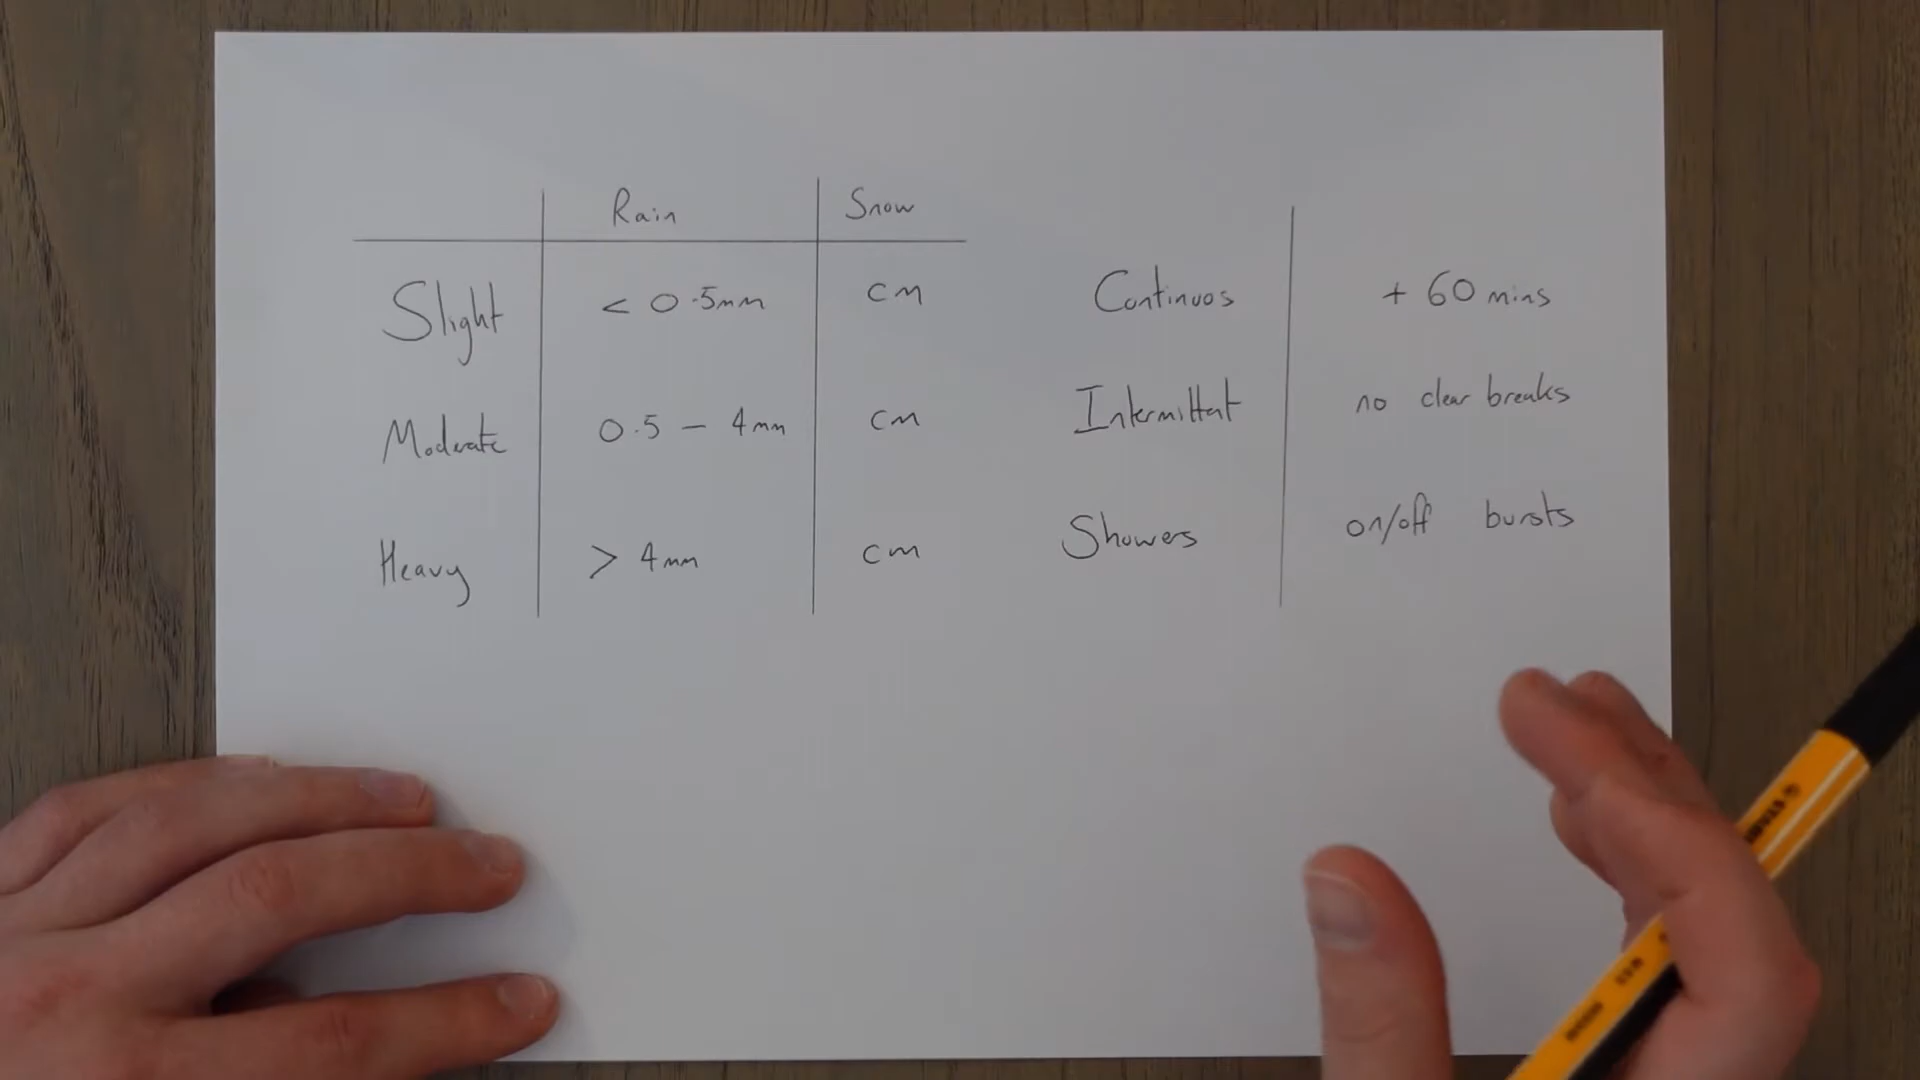 Rain Snow
Slight < 0.5mm cm
Moderate 0.5 – 4mm cm
Heavy > 4mm cm
Continuos + 60 mins
Intermittent no clear breaks
Showers on/off bursts
STABILO